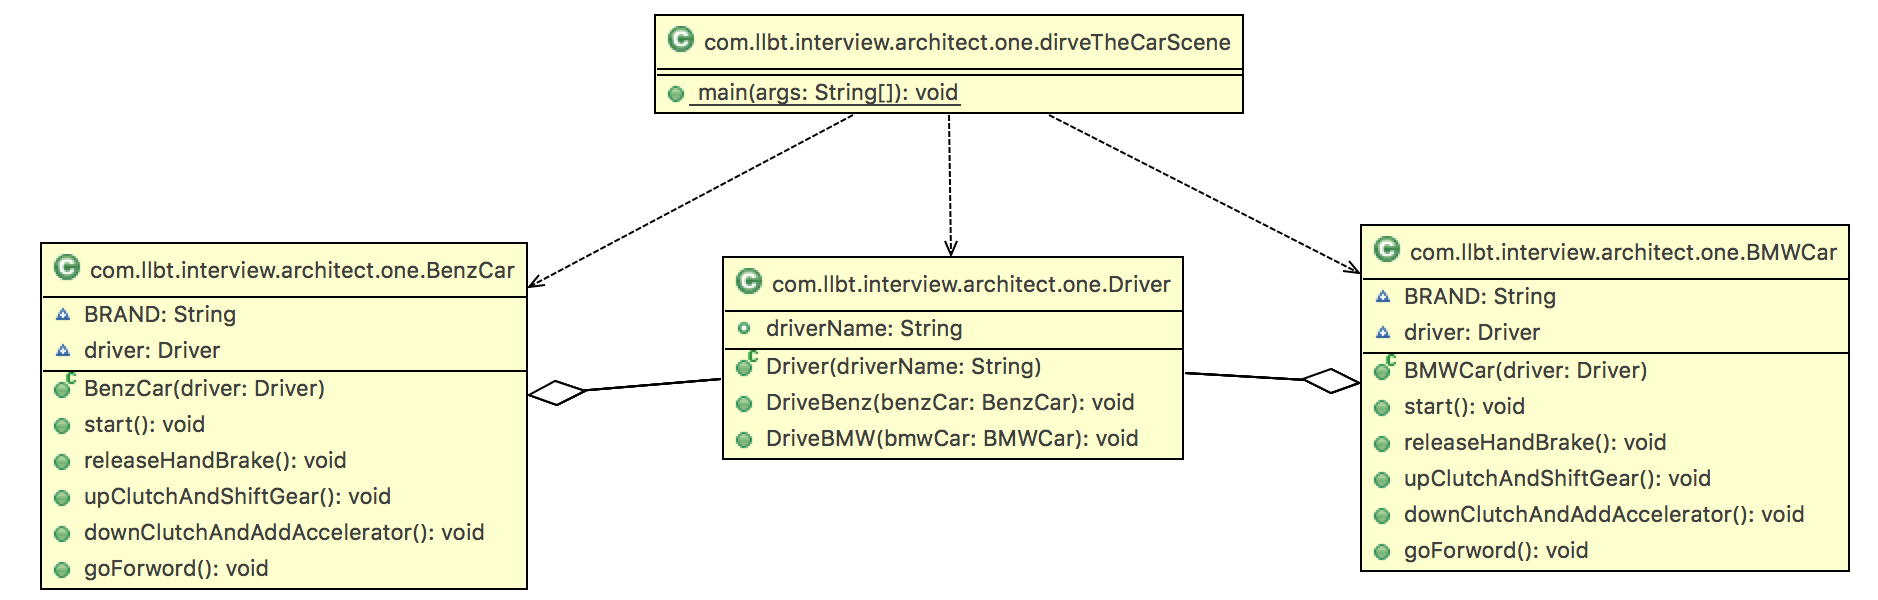 com.llbt.interview.architect.one.dirveTheCarScene
main(args: String[]): void
com.llbt.interview.architect.one.BenzCar
BRAND: String
driver: Driver
BenzCar(driver: Driver)
start(): void
releaseHandBrake(): void
upClutchAndShiftGear(): void
downClutchAndAddAccelerator(): void
goForword(): void
com.llbt.interview.architect.one.Driver
driverName: String
Driver(driverName: String)
DriveBenz(benzCar: BenzCar): void
DriveBMW(bmwCar: BMWCar): void
com.llbt.interview.architect.one.BMWCar
BRAND: String
driver: Driver
BMWCar(driver: Driver)
start(): void
releaseHandBrake(): void
upClutchAndShiftGear(): void
downClutchAndAddAccelerator(): void
goForword(): void